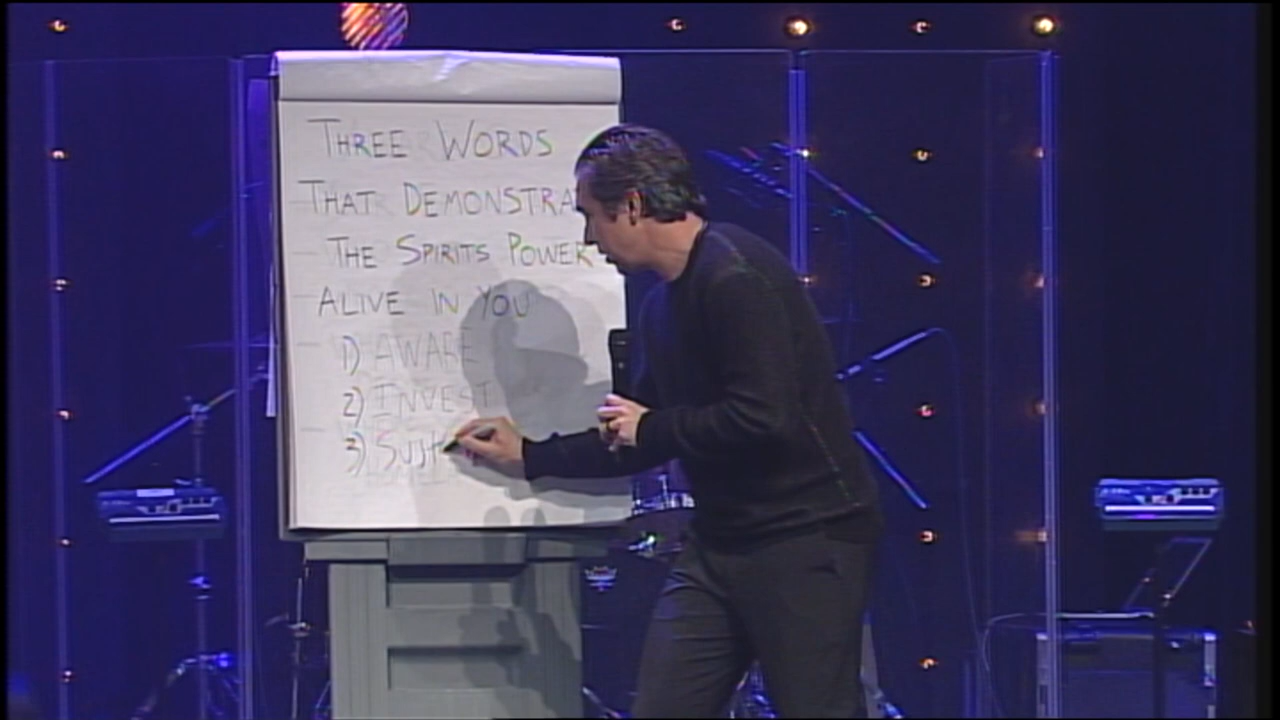 THREE WORDS
THAT DEMONSTRA
THE SPIRITS POWER
ALIVE IN YOU
1) AWARE
2) INVEST
3)